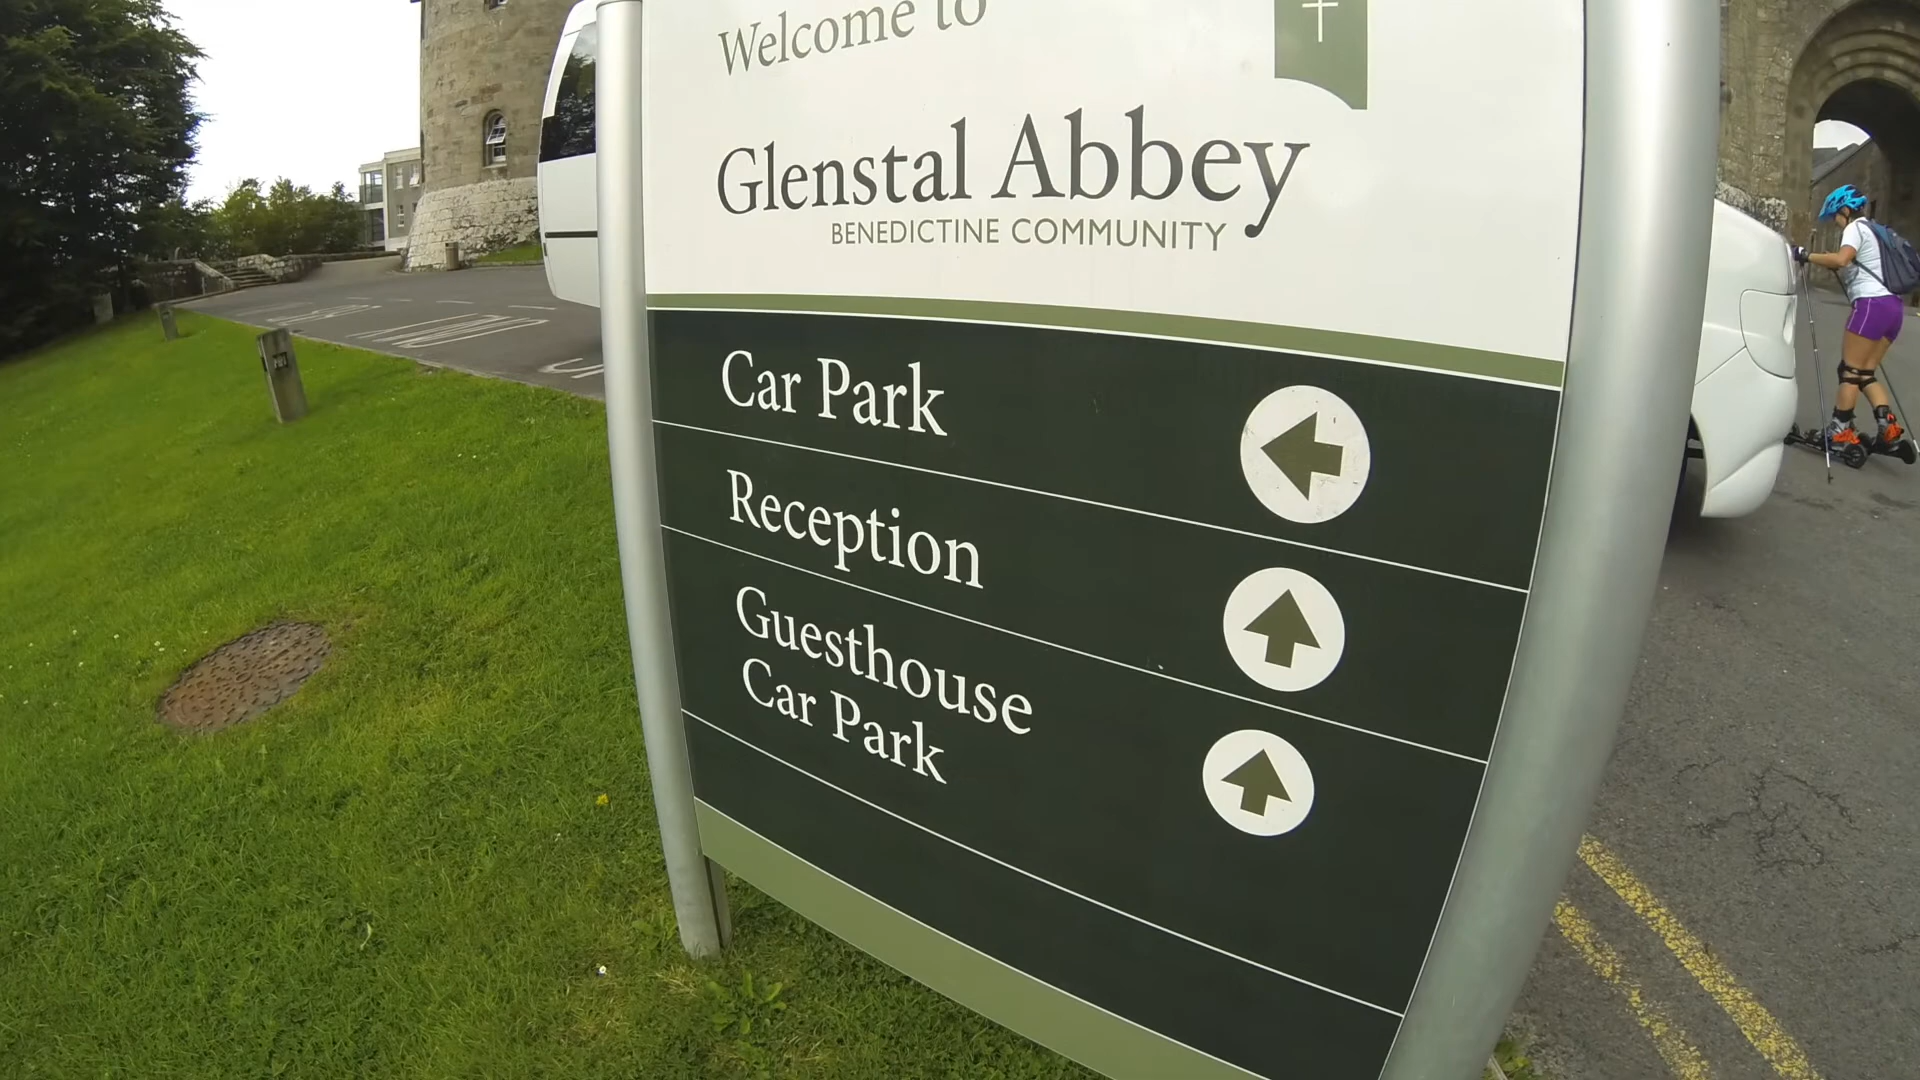 Welcome to
Glenstal Abbey
BENEDICTINE COMMUNITY
Car Park
Reception
Guesthouse
Car Park